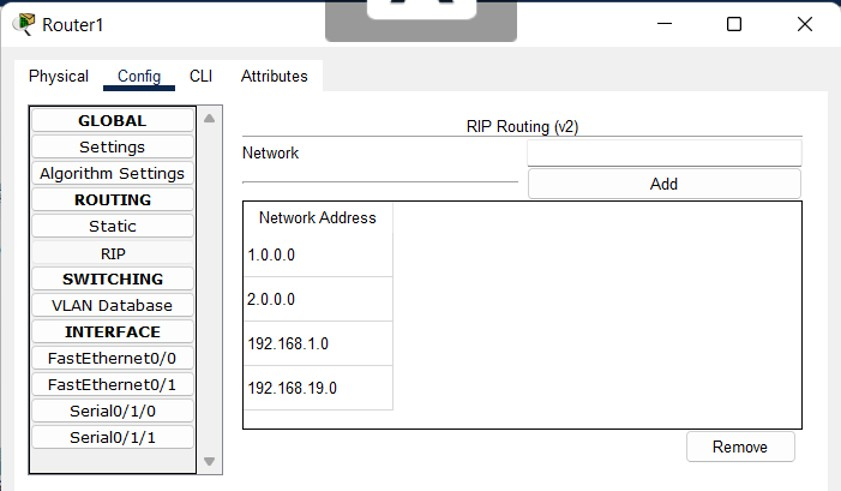 Router1
Physical Config CLI Attributes
GLOBAL
Settings
Algorithm Settings
ROUTING
Static
RIP
SWITCHING
VLAN Database
INTERFACE
FastEthernet0/0
FastEthernet0/1
Serial0/1/0
Serial0/1/1
RIP Routing (v2)
Network
Add
Network Address
1.0.0.0
2.0.0.0
192.168.1.0
192.168.19.0
Remove